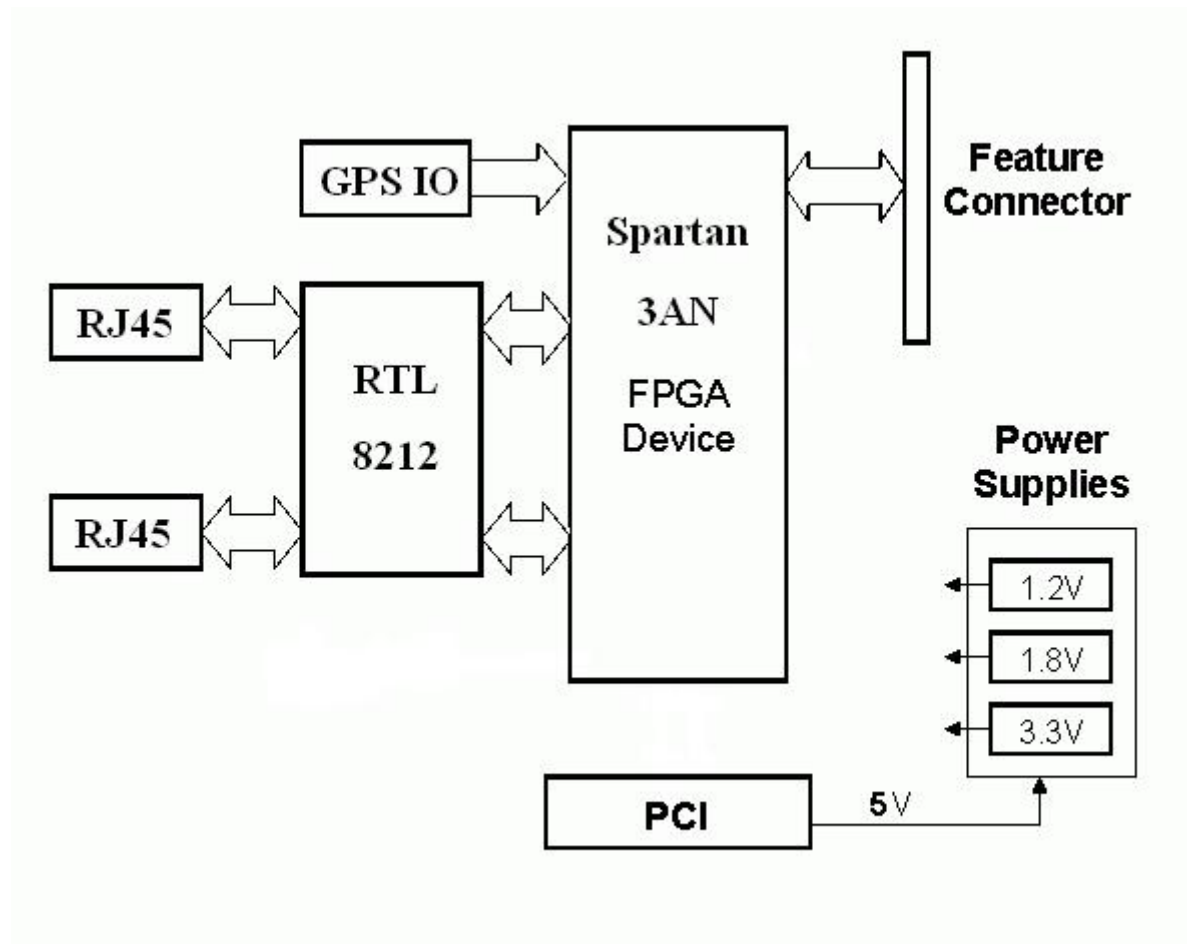 GPS IO
Feature
Connector
Spartan
3AN
FPGA
Device
RJ45
RTL
8212
RJ45
Power
Supplies
1.2V
1.8V
3.3V
PCI
5V